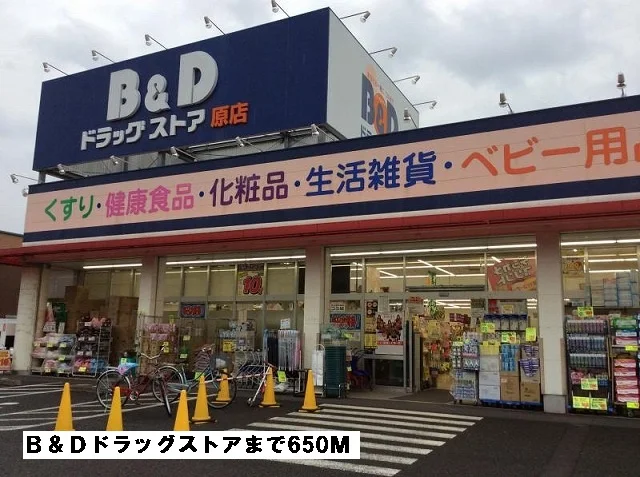 B&D
ドラッグストア 原店
B&D
くすり・健康食品・化粧品・生活雑貨・ベビー用
B&Dドラッグストアまで650M